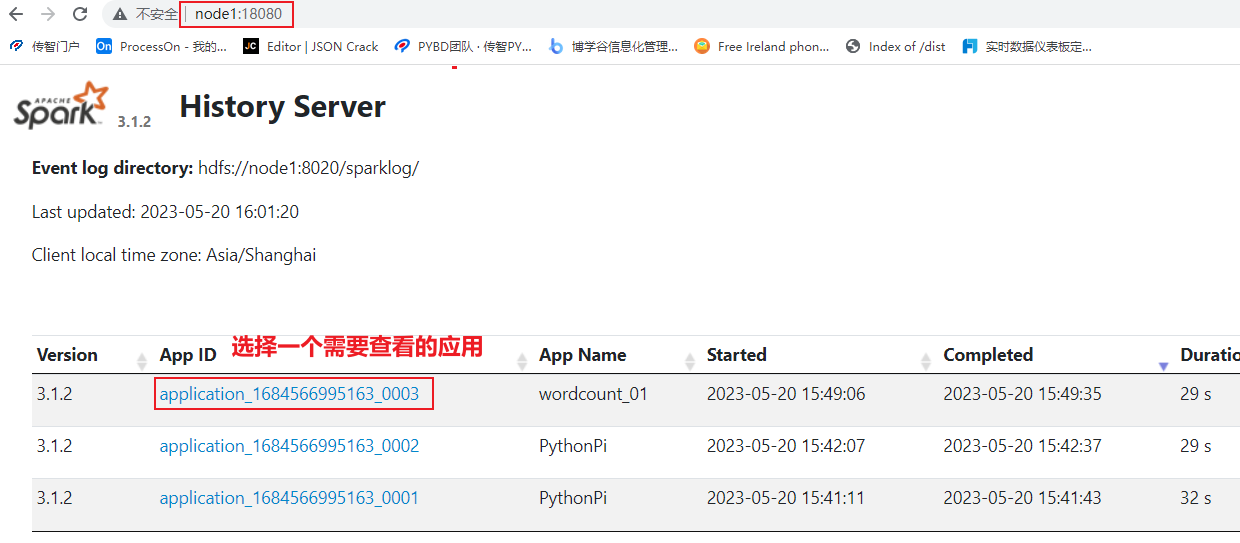 不安全 node1:18080
传智门户 ProcessOn - 我的... Editor | JSON Crack PYBD团队 · 传智PY... 博学谷信息化管理... Free Ireland phon... Index of /dist 实时数据仪表板定...
APACHE Spark 3.1.2 History Server
Event log directory: hdfs://node1:8020/sparklog/
Last updated: 2023-05-20 16:01:20
Client local time zone: Asia/Shanghai
选择一个需要查看的应用
Version App ID App Name Started Completed Duratio
3.1.2 application_1684566995163_0003 wordcount_01 2023-05-20 15:49:06 2023-05-20 15:49:35 29 s
3.1.2 application_1684566995163_0002 PythonPi 2023-05-20 15:42:07 2023-05-20 15:42:37 29 s
3.1.2 application_1684566995163_0001 PythonPi 2023-05-20 15:41:11 2023-05-20 15:41:43 32 s